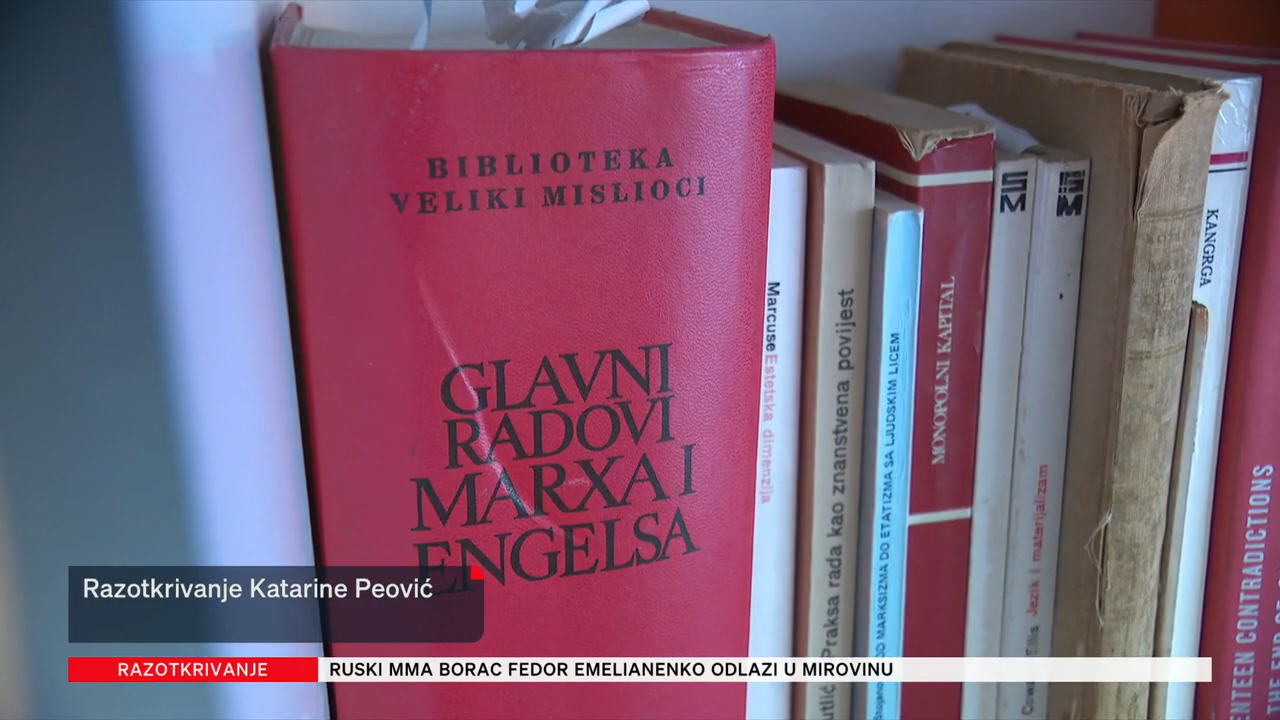 BIBLIOTEKA
VELIKI MISLIOCI
GLAVNI
RADOVI
MARXA I
ENGELSA
Marcuse Estetska dimenzija
Praksa rada kao znanstvena povijest
OD MARKSIZMA DO ETATIZMA SA LJUDSKIM LICEM
MONOPOLNI KAPITAL
SM
SM
Jezik i materijalizam
KANGRGA
CONTRADICTIONS
Razotkrivanje Katarine Peović
RAZOTKRIVANJE
RUSKI MMA BORAC FEDOR EMELIANENKO ODLAZI U MIROVINU